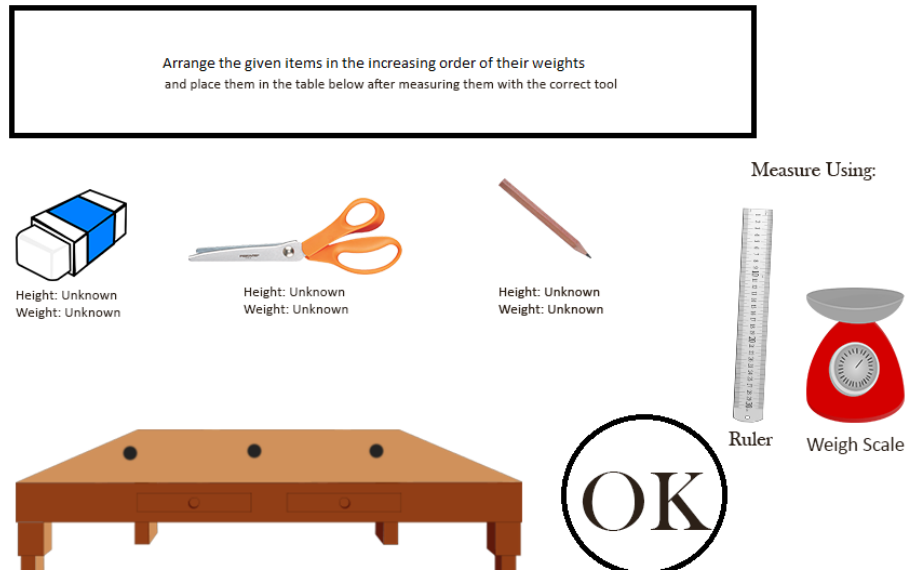 Arrange the given items in the increasing order of their weights
and place them in the table below after measuring them with the correct tool
Measure Using:
Height: Unknown
Weight: Unknown
Height: Unknown
Weight: Unknown
Height: Unknown
Weight: Unknown
Ruler
Weigh Scale
OK